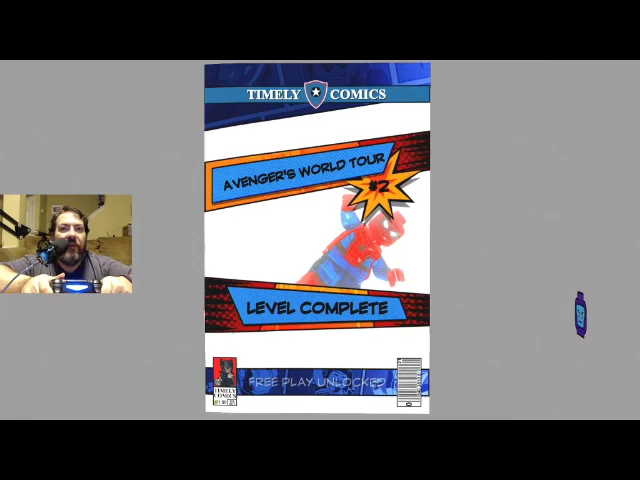 TIMELY COMICS
AVENGER'S WORLD TOUR
#2
LEVEL COMPLETE
FREE PLAY UNLOCKED
TIMELY
COMICS